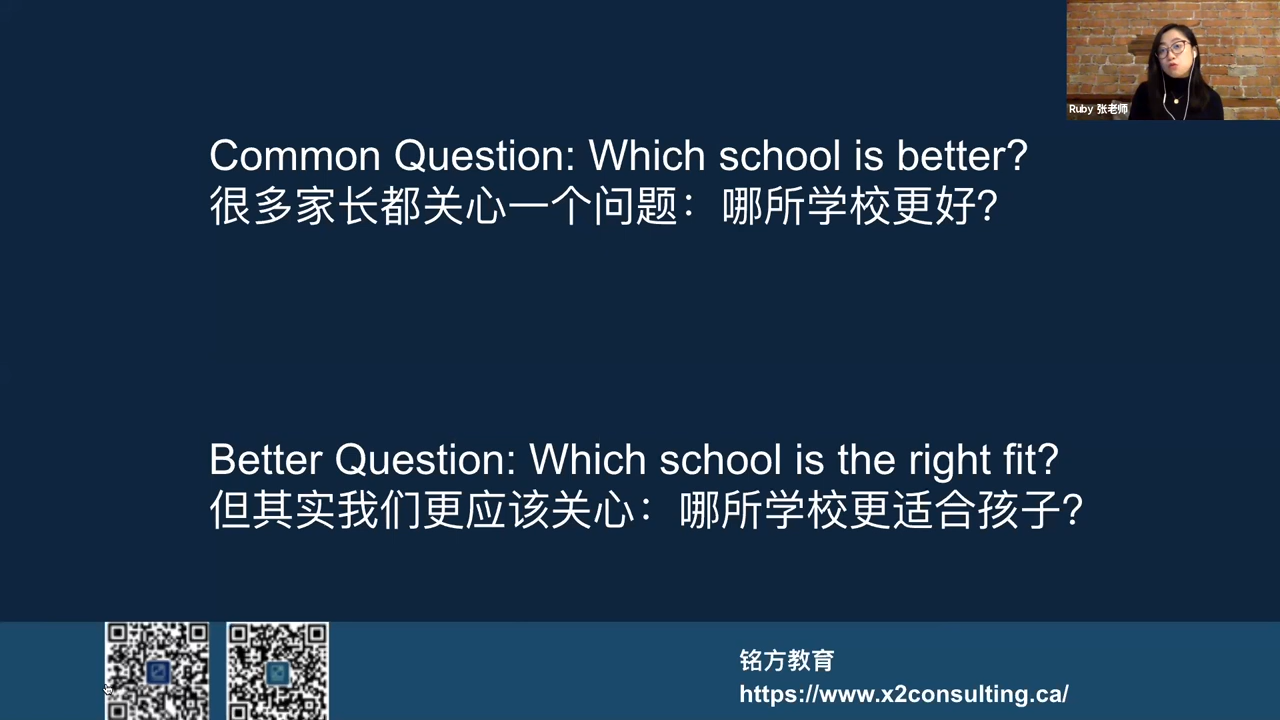 Ruby 张老师
Common Question: Which school is better?
很多家长都关心一个问题：哪所学校更好?
Better Question: Which school is the right fit?
但其实我们更应该关心：哪所学校更适合孩子?
铭方教育
https://www.x2consulting.ca/